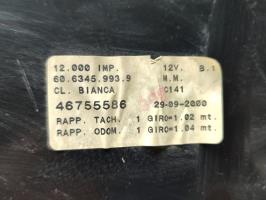 12.000 IMP. 12V. B.1
60.6345.993.9 M.M.
CL. BIANCA C141
46755586 29-09-2000
RAPP. TACH. 1 GIRO=1.02 mt.
RAPP. ODOM. 1 GIRO=1.04 mt.